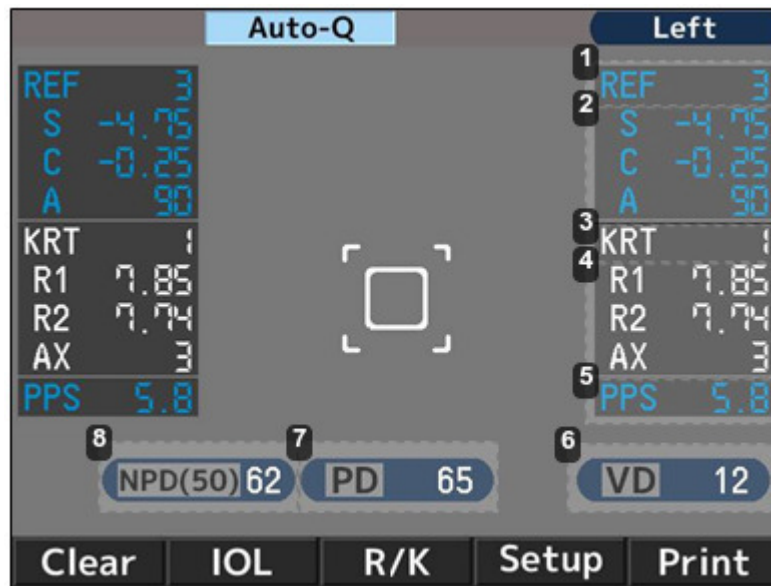 Auto-Q
Left
REF 3
S -4.75
C -0.25
A 90
KRT 1
R1 7.85
R2 7.74
AX 3
PPS 5.8
1
REF 3
2
S -4.75
C -0.25
A 90
3
KRT 1
4
R1 7.85
R2 7.74
AX 3
5
PPS 5.8
8
NPD(50) 62
7
PD 65
6
VD 12
Clear IOL R/K Setup Print